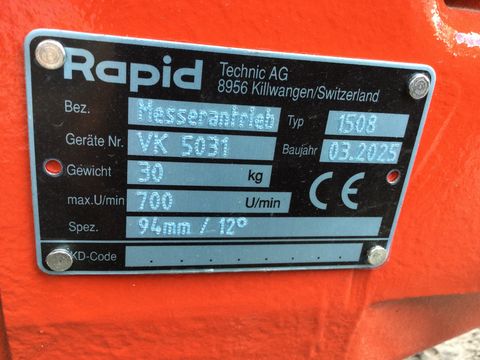 Rapid Technic AG
8956 Killwangen/Switzerland
Bez. Messerantrieb Typ 1508
Geräte Nr. VK 5031 Baujahr 03.2025
Gewicht 30 kg
max.U/min 700 U/min
CE
Spez. 94mm / 12°
KD-Code . . . . . . . . .